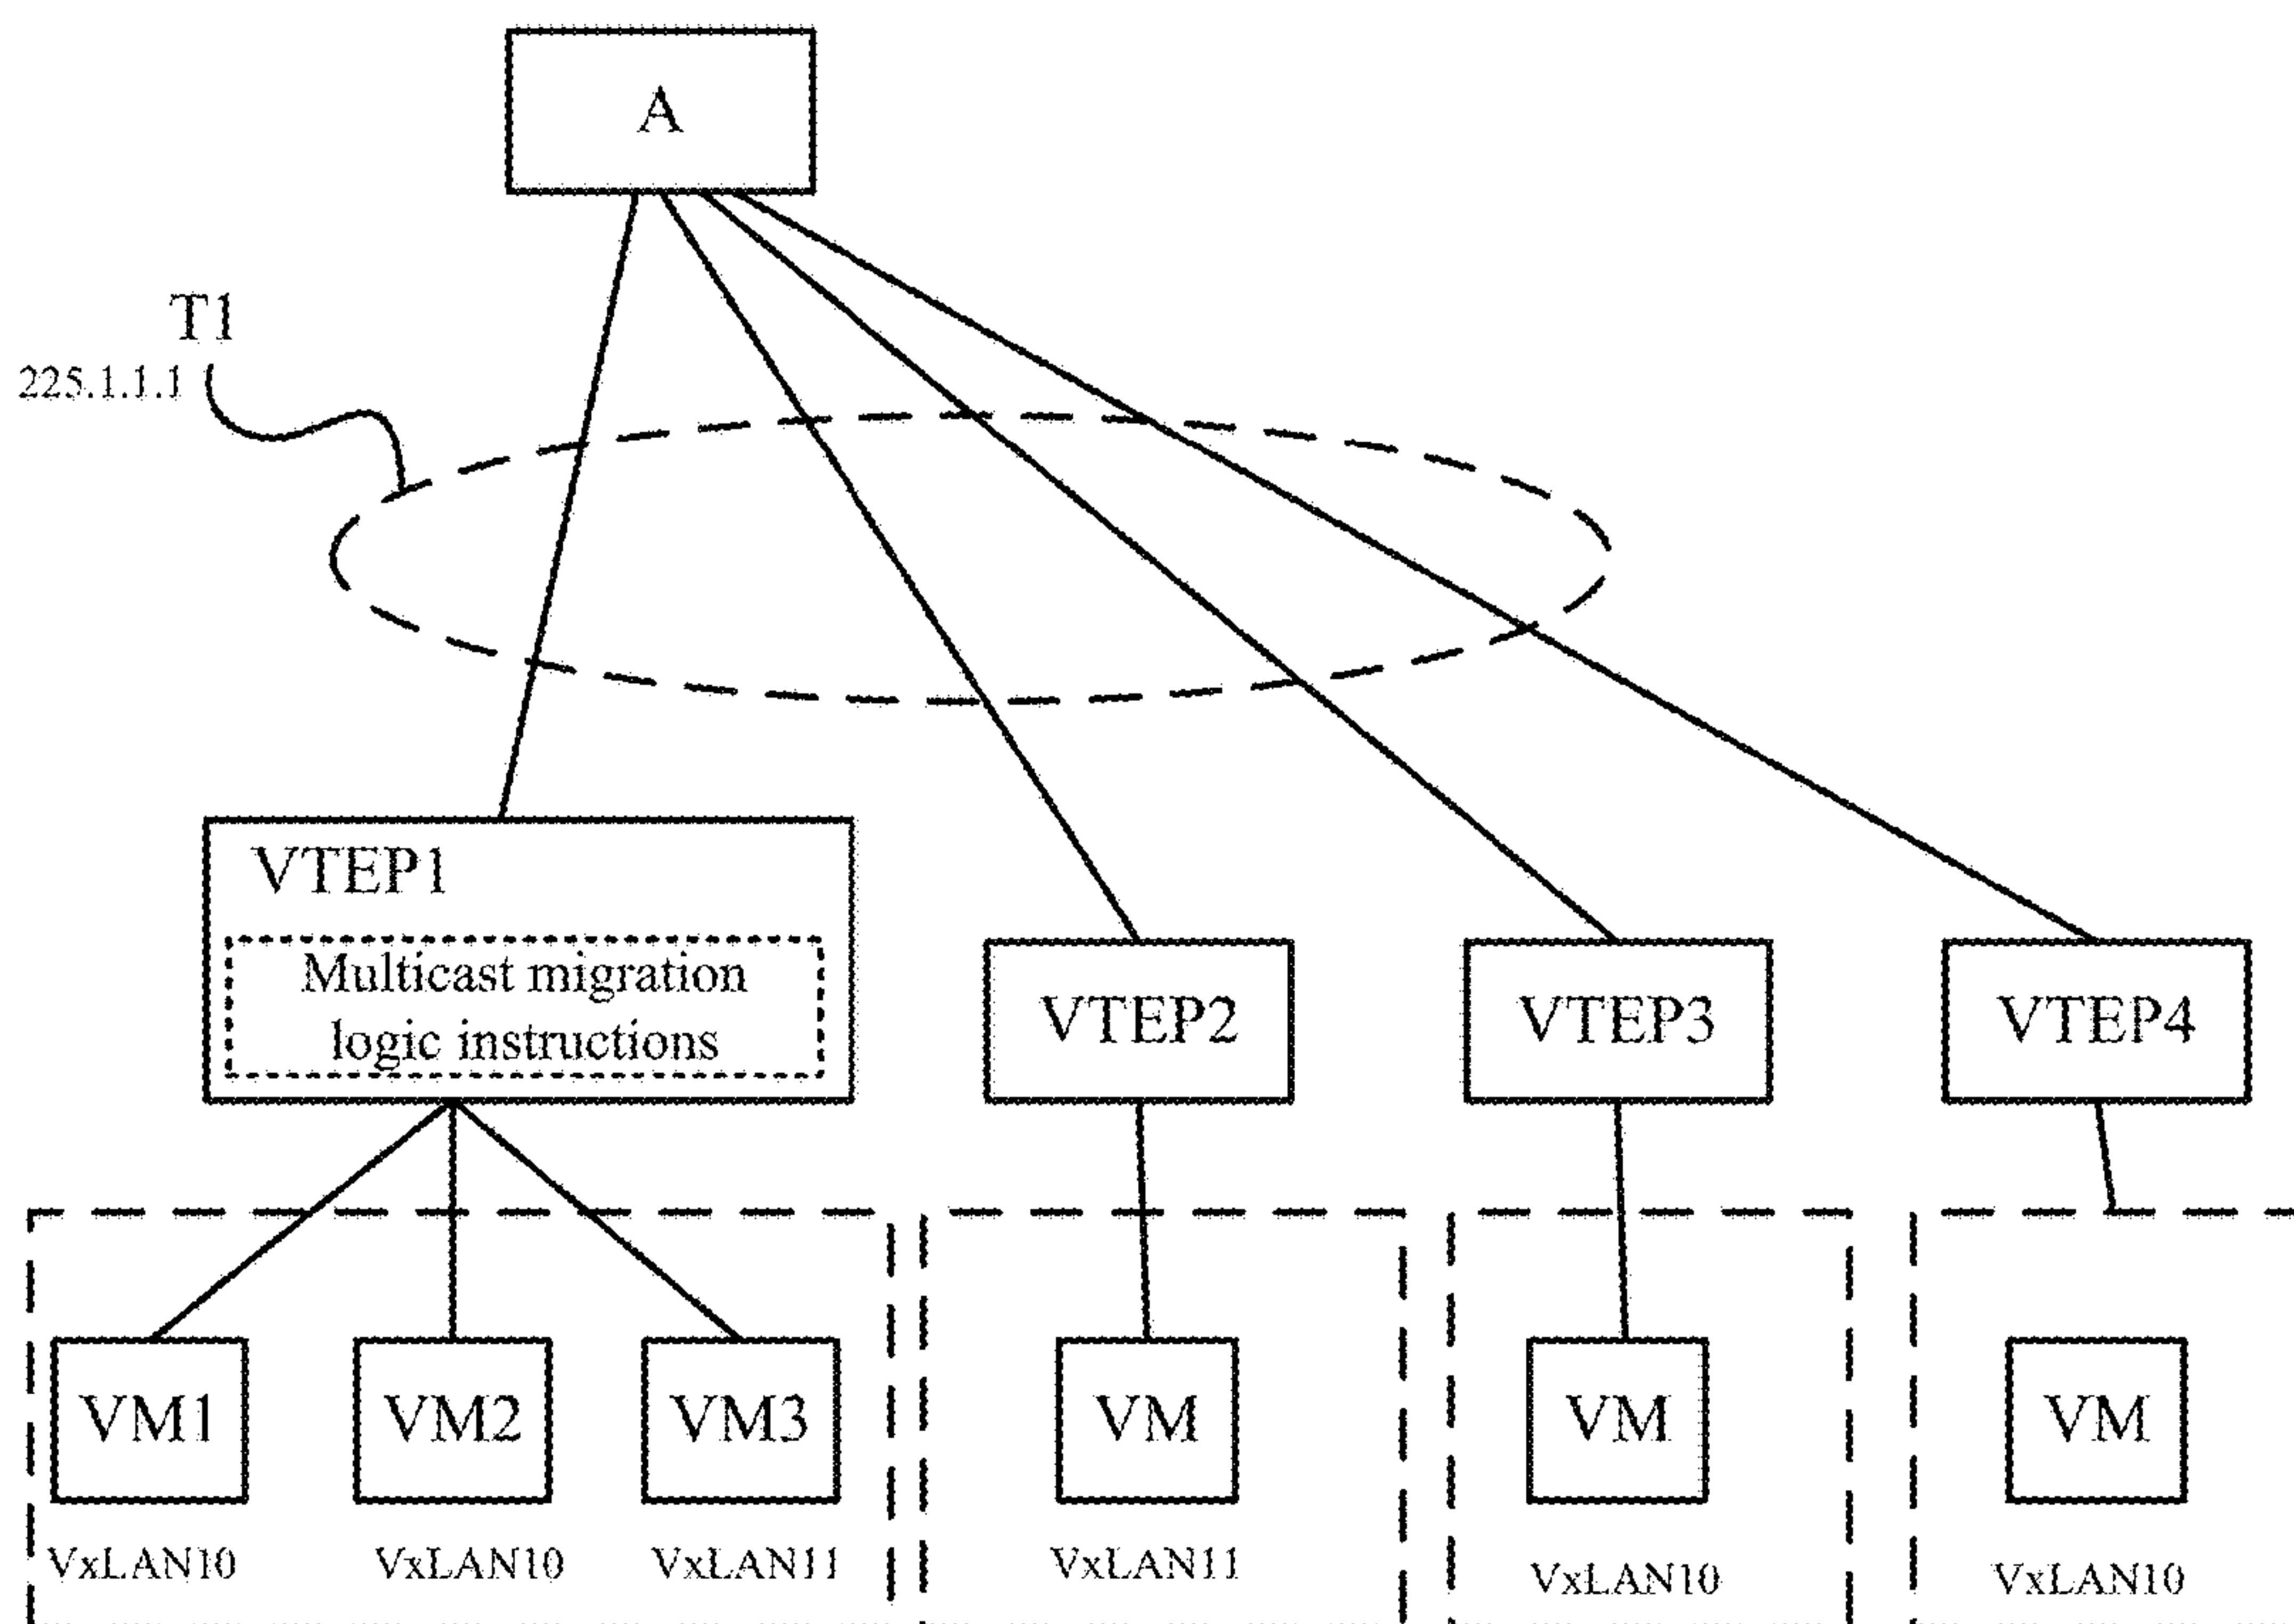 A
T1
225.1.1.1
VTEP1
Multicast migration
logic instructions
VTEP2
VTEP3
VTEP4
VM1
VM2
VM3
VM
VM
VM
VxLAN10
VxLAN10
VxLAN11
VxLAN11
VxLAN10
VxLAN10